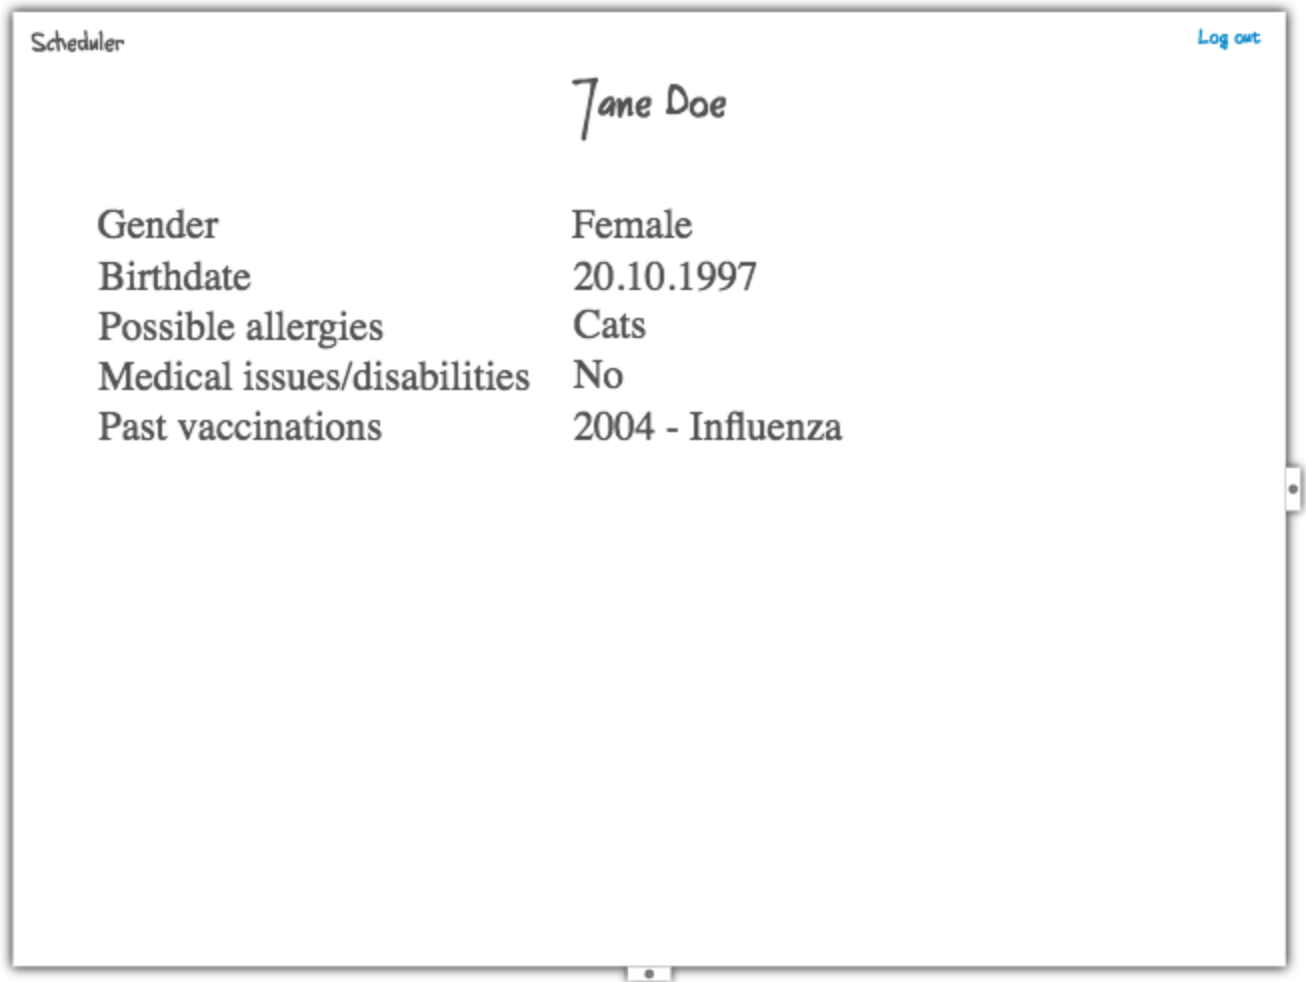 Scheduler
Log out
Jane Doe
Gender Female
Birthdate 20.10.1997
Possible allergies Cats
Medical issues/disabilities No
Past vaccinations 2004 - Influenza